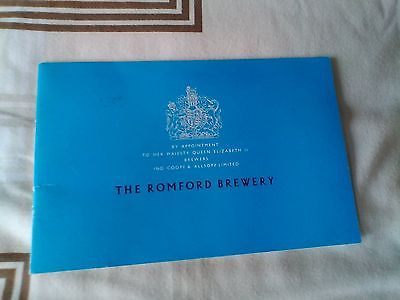 BY APPOINTMENT
TO HER MAJESTY QUEEN ELIZABETH II
BREWERS
IND COOPE & ALLSOPP LIMITED
THE ROMFORD BREWERY